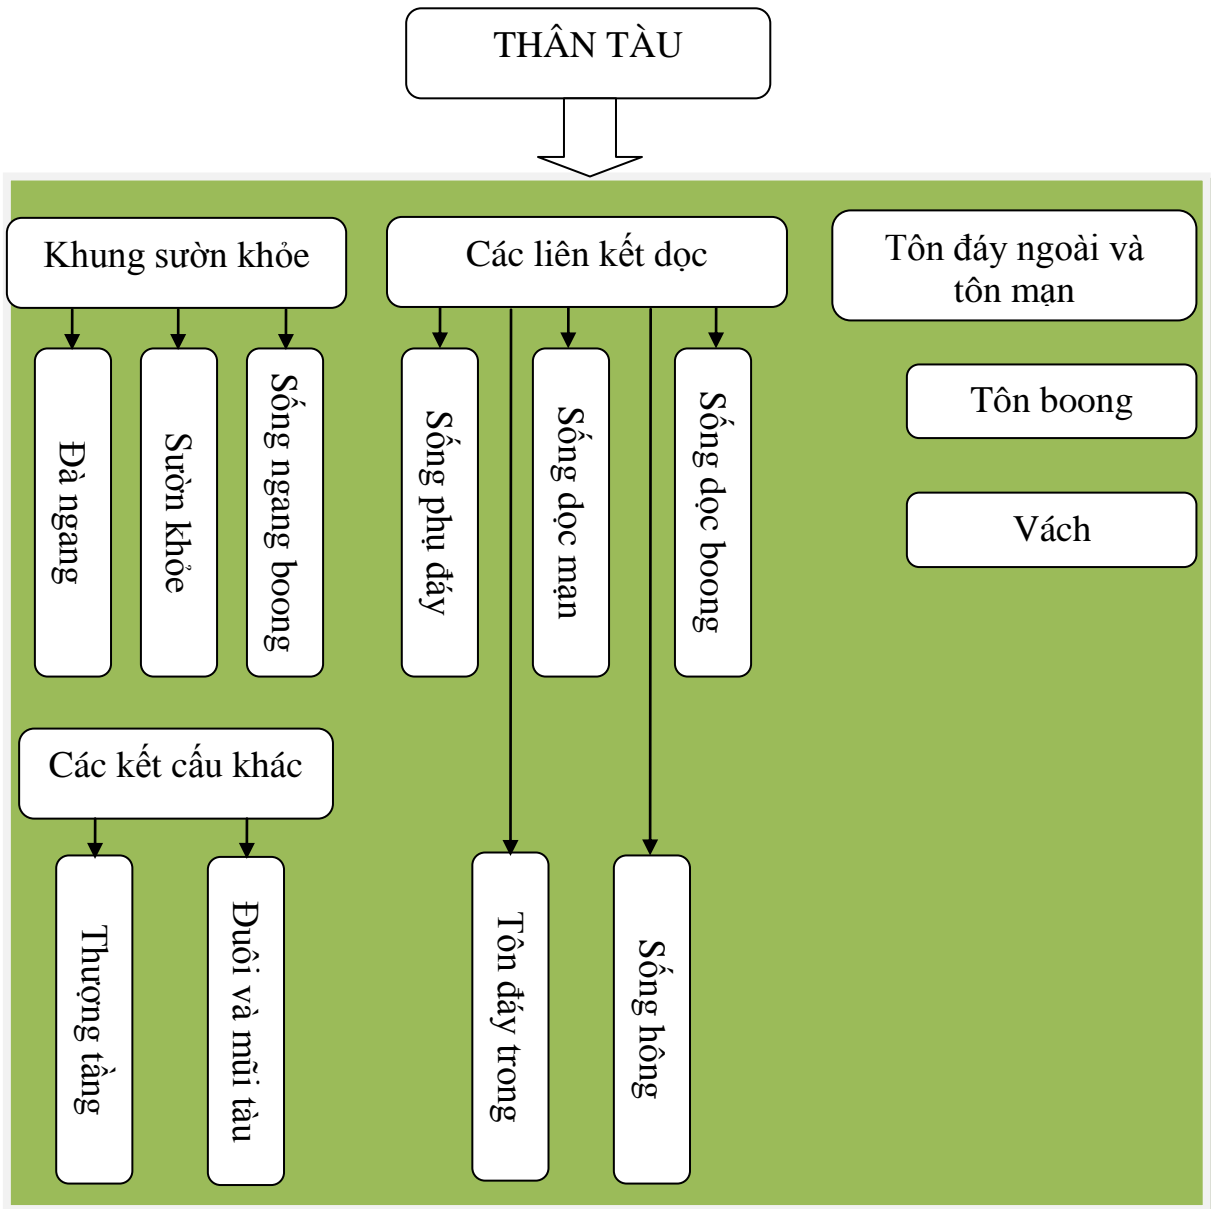 THÂN TÀU
Khung sườn khỏe
Các liên kết dọc
Tôn đáy ngoài và
tôn mạn
Tôn boong
Vách
Đà ngang
Sườn khỏe
Sống ngang boong
Sống phụ đáy
Sống dọc mạn
Sống dọc boong
Các kết cấu khác
Thượng tầng
Đuôi và mũi tàu
Tôn đáy trong
Sống hông